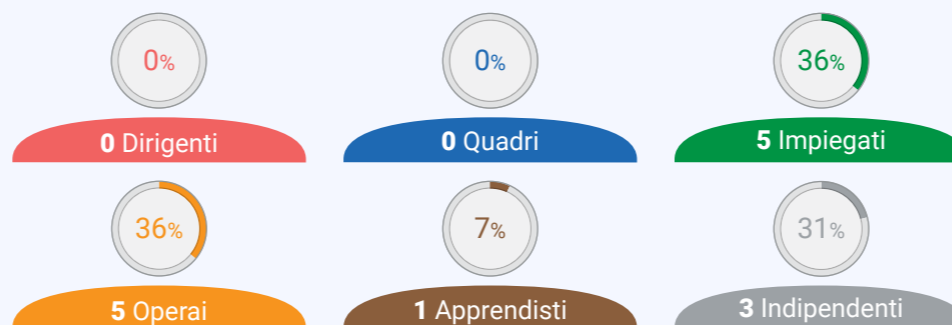 0%
0%
36%
0 Dirigenti
0 Quadri
5 Impiegati
36%
7%
31%
5 Operai
1 Apprendisti
3 Indipendenti